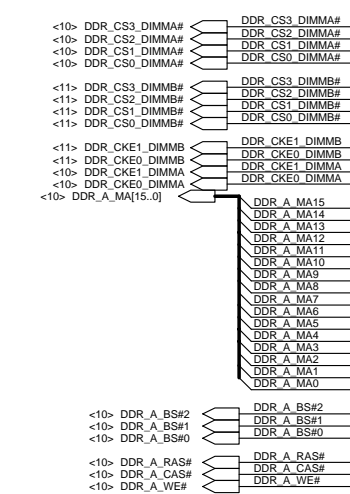 <10> DDR_CS3_DIMMA# DDR_CS3_DIMMA#
<10> DDR_CS2_DIMMA# DDR_CS2_DIMMA#
<10> DDR_CS1_DIMMA# DDR_CS1_DIMMA#
<10> DDR_CS0_DIMMA# DDR_CS0_DIMMA#
<11> DDR_CS3_DIMMB# DDR_CS3_DIMMB#
<11> DDR_CS2_DIMMB# DDR_CS2_DIMMB#
<11> DDR_CS1_DIMMB# DDR_CS1_DIMMB#
<11> DDR_CS0_DIMMB# DDR_CS0_DIMMB#
<11> DDR_CKE1_DIMMB DDR_CKE1_DIMMB
<11> DDR_CKE0_DIMMB DDR_CKE0_DIMMB
<10> DDR_CKE1_DIMMA DDR_CKE1_DIMMA
<10> DDR_CKE0_DIMMA DDR_CKE0_DIMMA
<10> DDR_A_MA[15..0]
DDR_A_MA15
DDR_A_MA14
DDR_A_MA13
DDR_A_MA12
DDR_A_MA11
DDR_A_MA10
DDR_A_MA9
DDR_A_MA8
DDR_A_MA7
DDR_A_MA6
DDR_A_MA5
DDR_A_MA4
DDR_A_MA3
DDR_A_MA2
DDR_A_MA1
DDR_A_MA0
<10> DDR_A_BS#2 DDR_A_BS#2
<10> DDR_A_BS#1 DDR_A_BS#1
<10> DDR_A_BS#0 DDR_A_BS#0
<10> DDR_A_RAS# DDR_A_RAS#
<10> DDR_A_CAS# DDR_A_CAS#
<10> DDR_A_WE# DDR_A_WE#